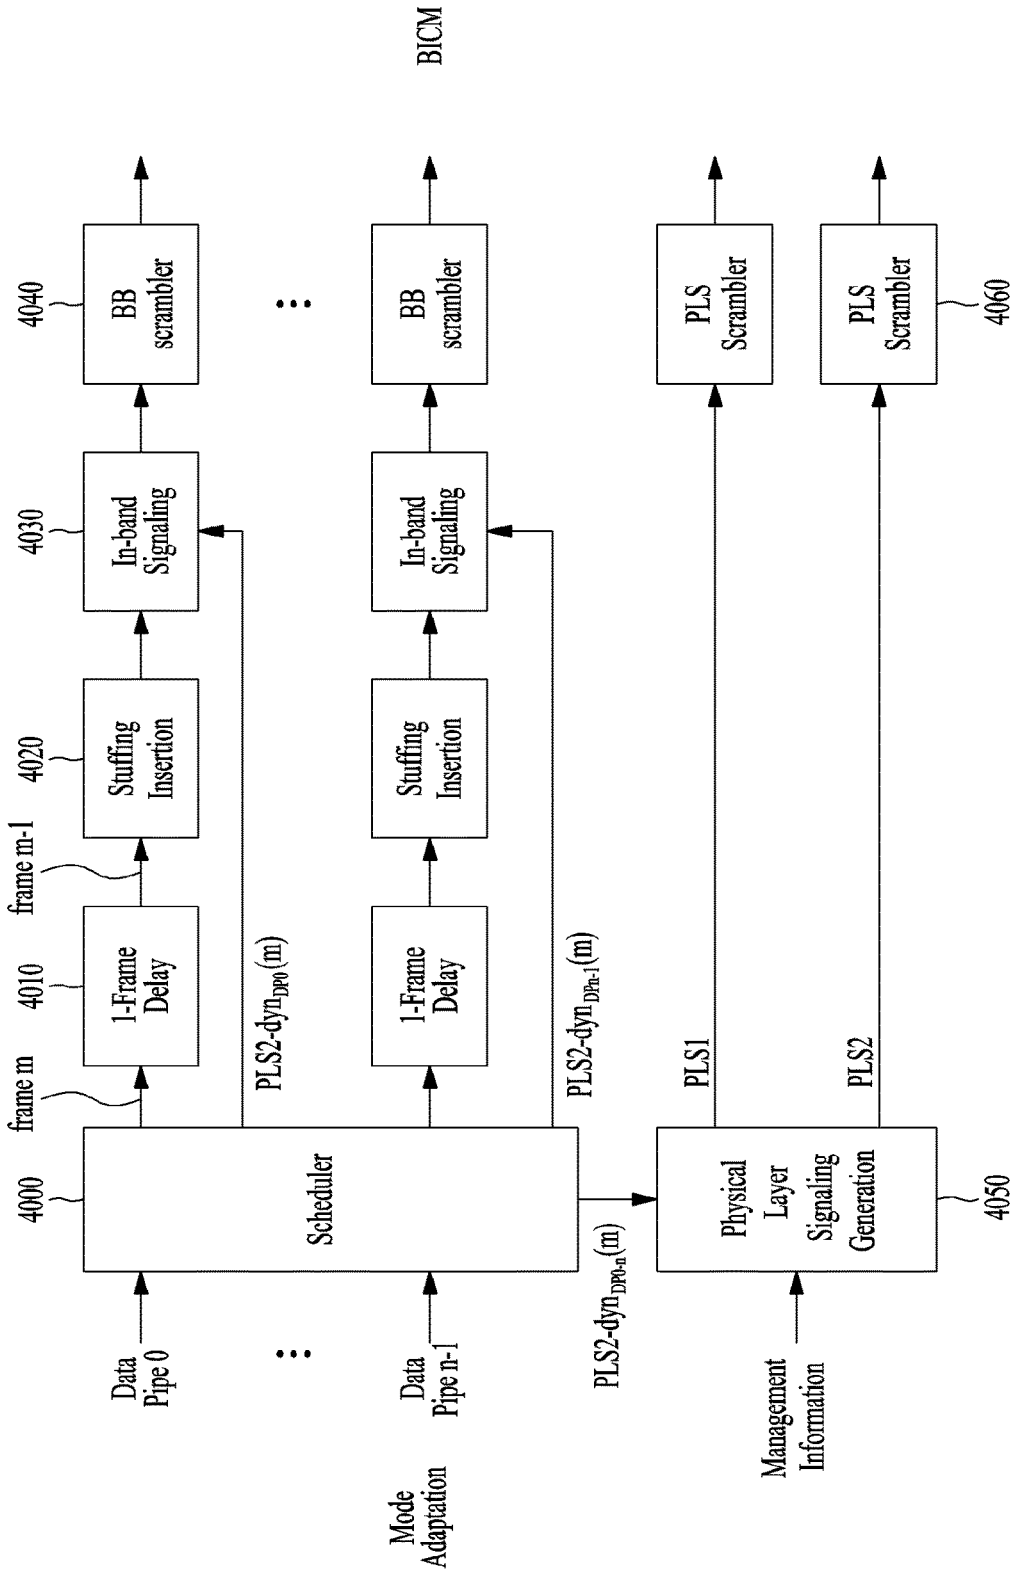 Mode
Adaptation
BICM
Data
Pipe 0
4000
Scheduler
frame m
4010
1-Frame
Delay
frame m-1
4020
Stuffing
Insertion
4030
In-band
Signaling
4040
BB
scrambler
PLS2-dynDP0(m)
...
...
Data
Pipe n-1
1-Frame
Delay
Stuffing
Insertion
In-band
Signaling
BB
scrambler
PLS2-dynDPn-1(m)
PLS2-dynDP0-n(m)
Management
Information
Physical
Layer
Signaling
Generation
4050
PLS1
PLS
Scrambler
PLS2
PLS
Scrambler
4060